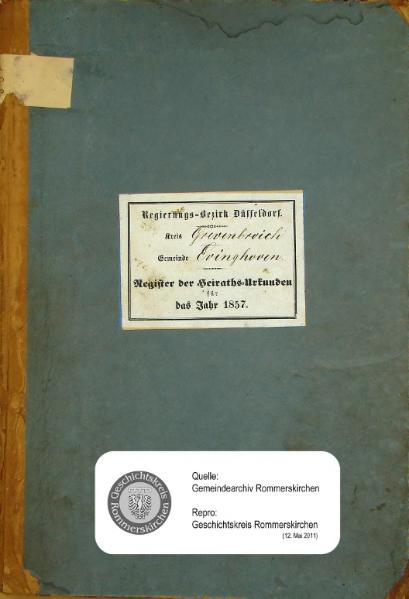 Regierungs-Bezirk Düsseldorf.
Kreis Grevenbroich
Gemeinde Evinghoven
Register der Heiraths-Urkunden
für
das Jahr 1857.
Geschichtskreis
Rommerskirchen
Quelle:
Gemeindearchiv Rommerskirchen
Repro:
Geschichtskreis Rommerskirchen
(12. Mai 2011)